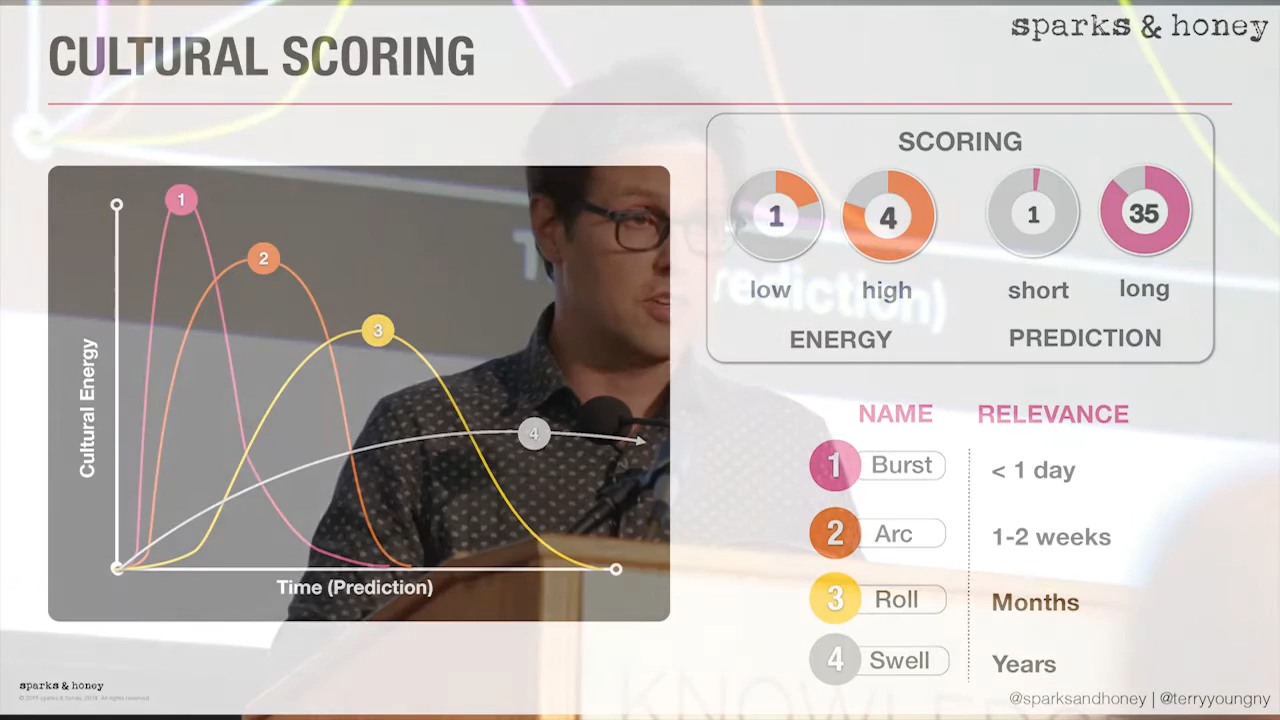 sparks & honey
CULTURAL SCORING
SCORING
1
4
1
35
low
high
short
long
ENERGY
PREDICTION
1
2
3
4
Cultural Energy
Time (Prediction)
NAME
RELEVANCE
1 Burst < 1 day
2 Arc 1-2 weeks
3 Roll Months
4 Swell Years
sparks & honey
@sparksandhoney | @terryyoungny